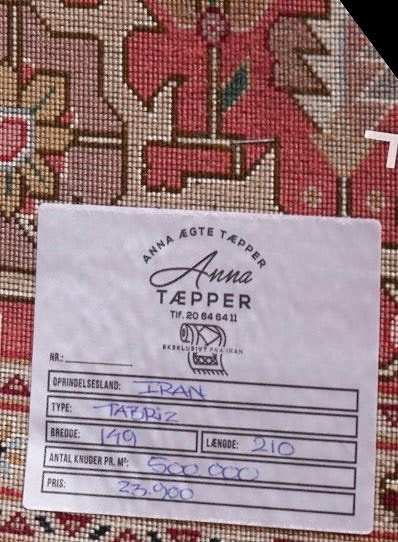 ANNA ÆGTE TÆPPER
Anna
TÆPPER
Tlf. 20 64 64 11
EKSKLUSIVT FRA IRAN
NR.:
OPRINDELSESLAND: IRAN
TYPE: TABRIZ
BREDDE: 149 LÆNGDE: 210
ANTAL KNUDER PR. M²: 500.000
PRIS: 23.900